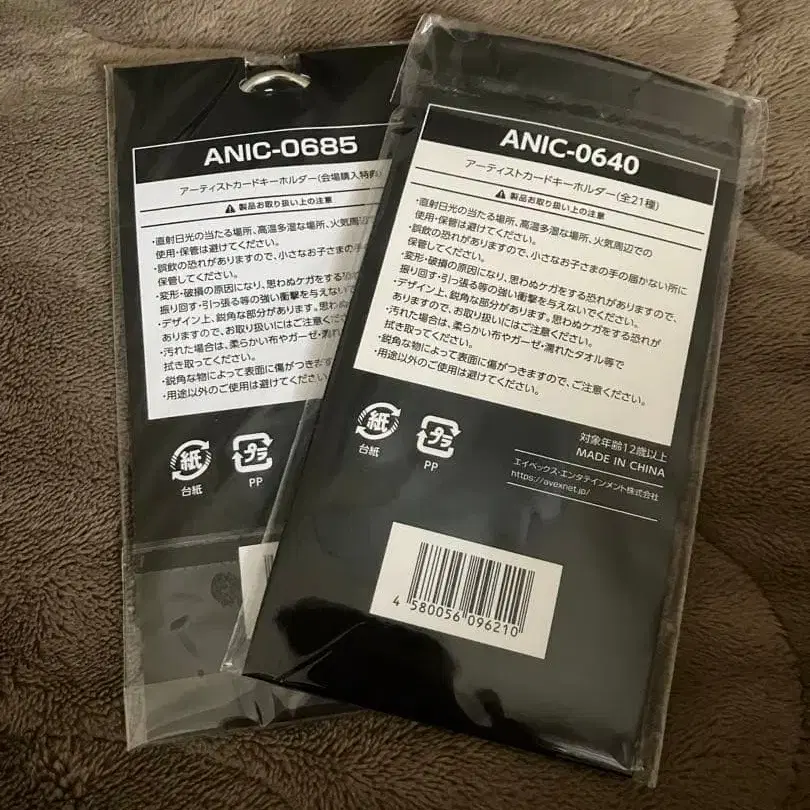 ANIC-0685
アーティストカードキーホルダー(会場購入特典)
製品お取り扱い上の注意
・直射日光の当たる場所、高温多湿な場所、火気周辺で
使用・保管は避けてください。
・誤飲の恐れがありますので、小さなお子さまの手
保管してください。
・変形・破損の原因になり、思わぬケガをする恐れ
振り回す・引っ張る等の強い衝撃を与えない
・デザイン上、鋭角な部分があります。思わぬケガ
ありますので、お取り扱いにはご注意くださ
・汚れた場合は、柔らかい布やガーゼ・濡れ
拭き取ってください。
・鋭角な物によって表面に傷がつきます
・用途以外のご使用は避けてくださ
紙
台紙
プラ
PP
ANIC-0640
アーティストカードキーホルダー(全21種)
製品お取り扱い上の注意
・直射日光の当たる場所、高温多湿な場所、火気周辺での
使用・保管は避けてください。
・誤飲の恐れがありますので、小さなお子さまの手の届かない所に
保管してください。
・変形・破損の原因になり、思わぬケガをする恐れがありますので、
振り回す・引っ張る等の強い衝撃を与えないでください。
・デザイン上、鋭角な部分があります。思わぬケガをする恐れが
ありますので、お取り扱いにはご注意ください。
・汚れた場合は、柔らかい布やガーゼ・濡れたタオル等で
拭き取ってください。
・鋭角な物によって表面に傷がつきますので、ご注意ください。
・用途以外のご使用は避けてください。
紙
台紙
プラ
PP
対象年齢12歳以上
MADE IN CHINA
エイベックス・エンタテインメント株式会社
https://avexnet.jp/
4 580056 096210